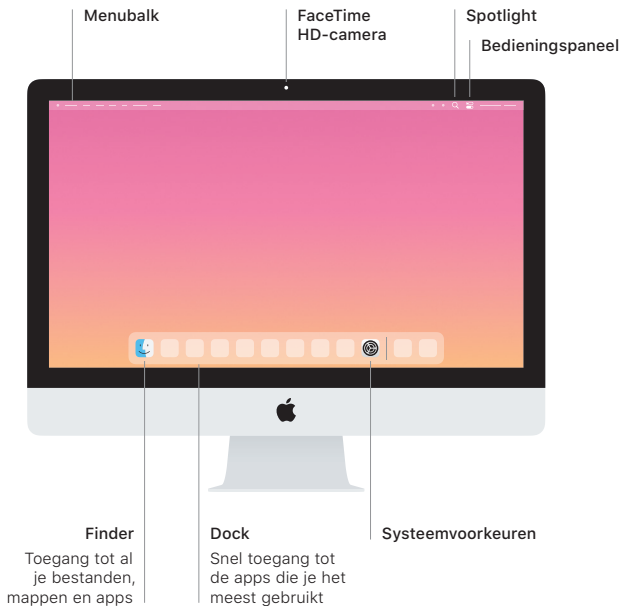 Menubalk
FaceTime
HD-camera
Spotlight
Bedieningspaneel
Finder
Toegang tot al
je bestanden,
mappen en apps
Dock
Snel toegang tot
de apps die je het
meest gebruikt
Systeemvoorkeuren